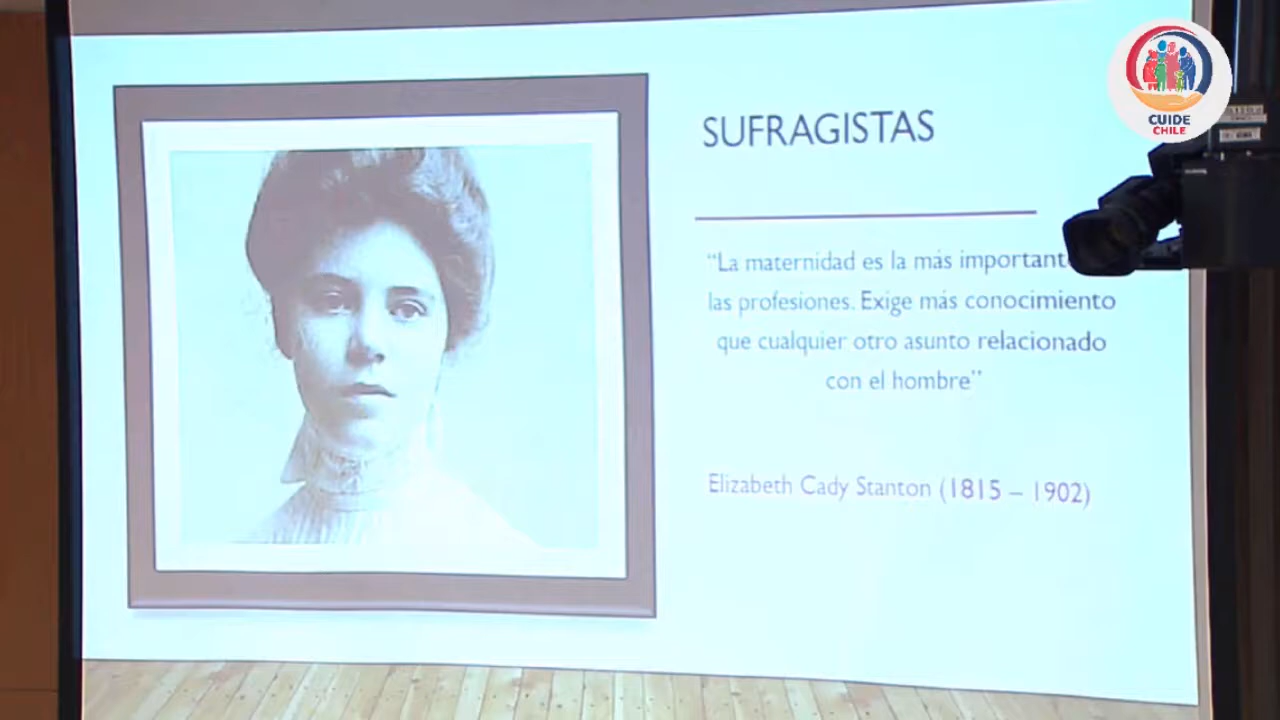 SUFRAGISTAS
“La maternidad es la más important
las profesiones. Exige más conocimiento
que cualquier otro asunto relacionado
con el hombre”
Elizabeth Cady Stanton (1815 – 1902)
CUIDE
CHILE